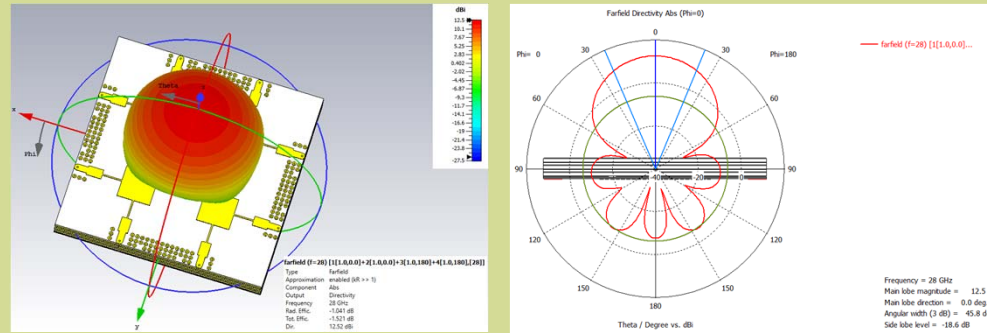 dBi
12.5
10.1
7.67
5.25
2.83
0.402
-2.02
-4.45
-6.87
-9.3
-11.7
-14.1
-16.6
-19
-21.4
-27.5
Theta
z
x
Phi
y
farfield (f=28) [1[1.0,0.0]+2[1.0,0.0]+3[1.0,180]+4[1.0,180],[28]]
Type Farfield
Approximation enabled (kR >> 1)
Component Abs
Output Directivity
Frequency 28 GHz
Rad. Effic. -1.041 dB
Tot. Effic. -1.521 dB
Dir. 12.52 dBi
Farfield Directivity Abs (Phi=0)
farfield (f=28) [1[1.0,0.0]...
0
Phi= 0 30 30 Phi=180
60 60
90 -40 -20 0 90
120 120
150 150
180
Theta / Degree vs. dBi
Frequency = 28 GHz
Main lobe magnitude = 12.5
Main lobe direction = 0.0 deg.
Angular width (3 dB) = 45.8 d
Side lobe level = -18.6 dB